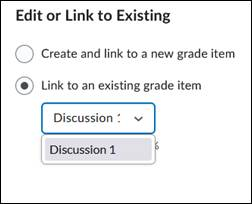 Edit or Link to Existing
Create and link to a new grade item
Link to an existing grade item
Discussion
Discussion 1